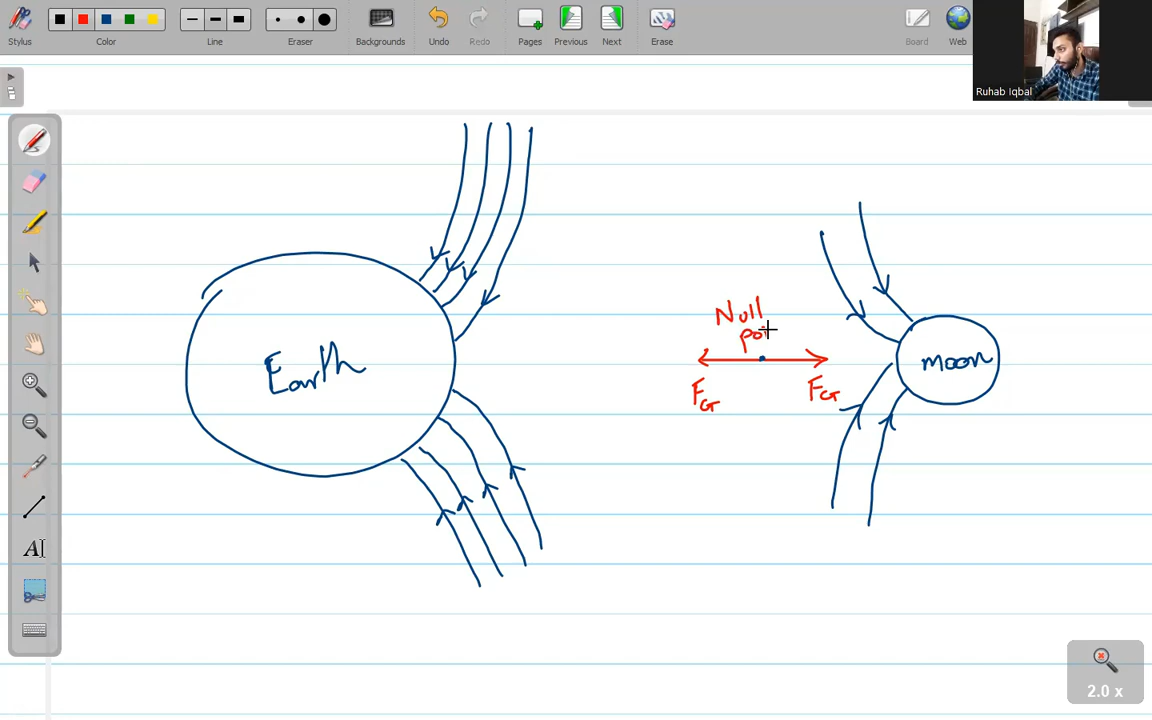 Stylus
Color
Line
Eraser
Backgrounds
Undo
Redo
Pages
Previous
Next
Erase
Board
Web
Ruhab Iqbal
Null
poi
Earth
moon
FG
FG
AI
2.0 x